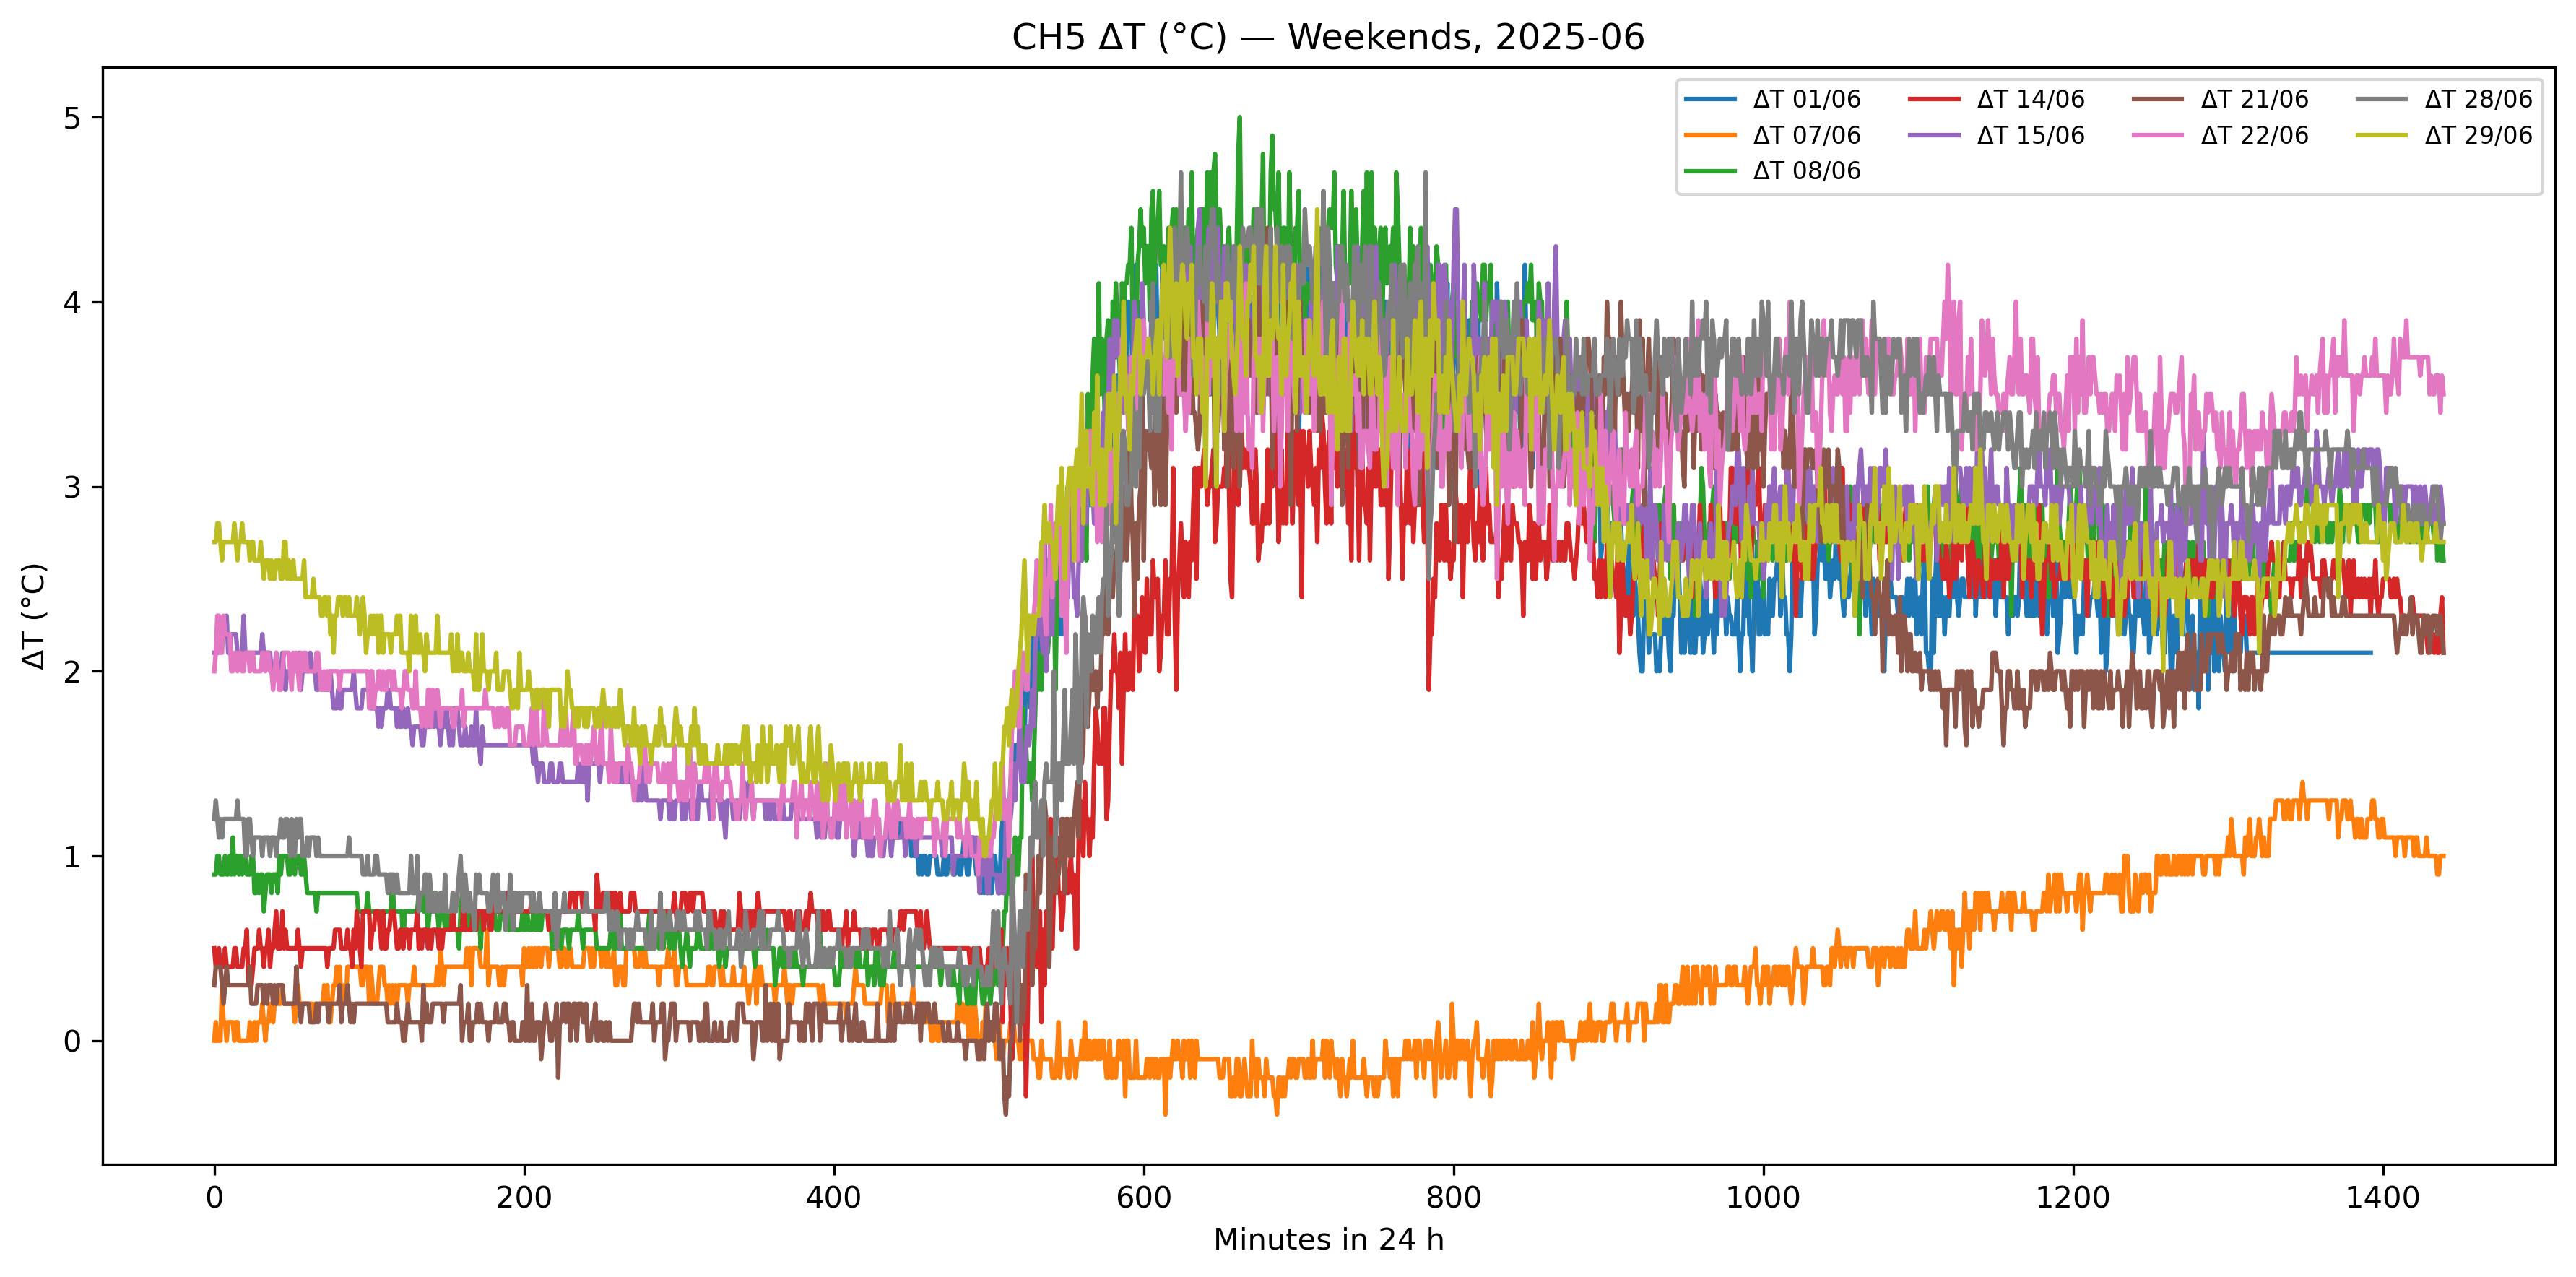 CH5 ΔT (°C) — Weekends, 2025-06
ΔT 01/06
ΔT 07/06
ΔT 08/06
ΔT 14/06
ΔT 15/06
ΔT 21/06
ΔT 22/06
ΔT 28/06
ΔT 29/06
ΔT (°C)
5
4
3
2
1
0
0 200 400 600 800 1000 1200 1400
Minutes in 24 h